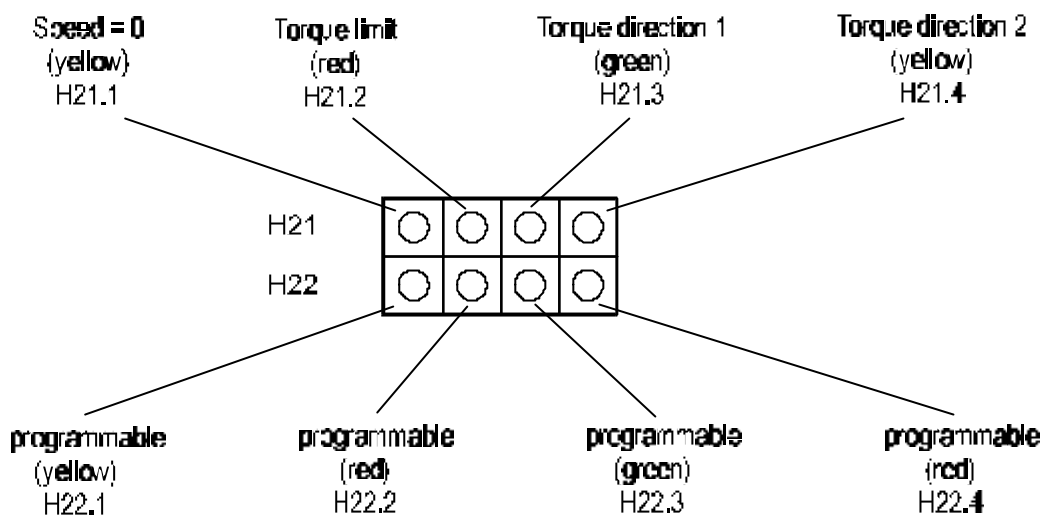 Speed = 0
(yellow)
H21.1
Torque limit
(red)
H21.2
Torque direction 1
(green)
H21.3
Torque direction 2
(yellow)
H21.4
H21
H22
programmable
(yellow)
H22.1
programmable
(red)
H22.2
programmable
(green)
H22.3
programmable
(red)
H22.4